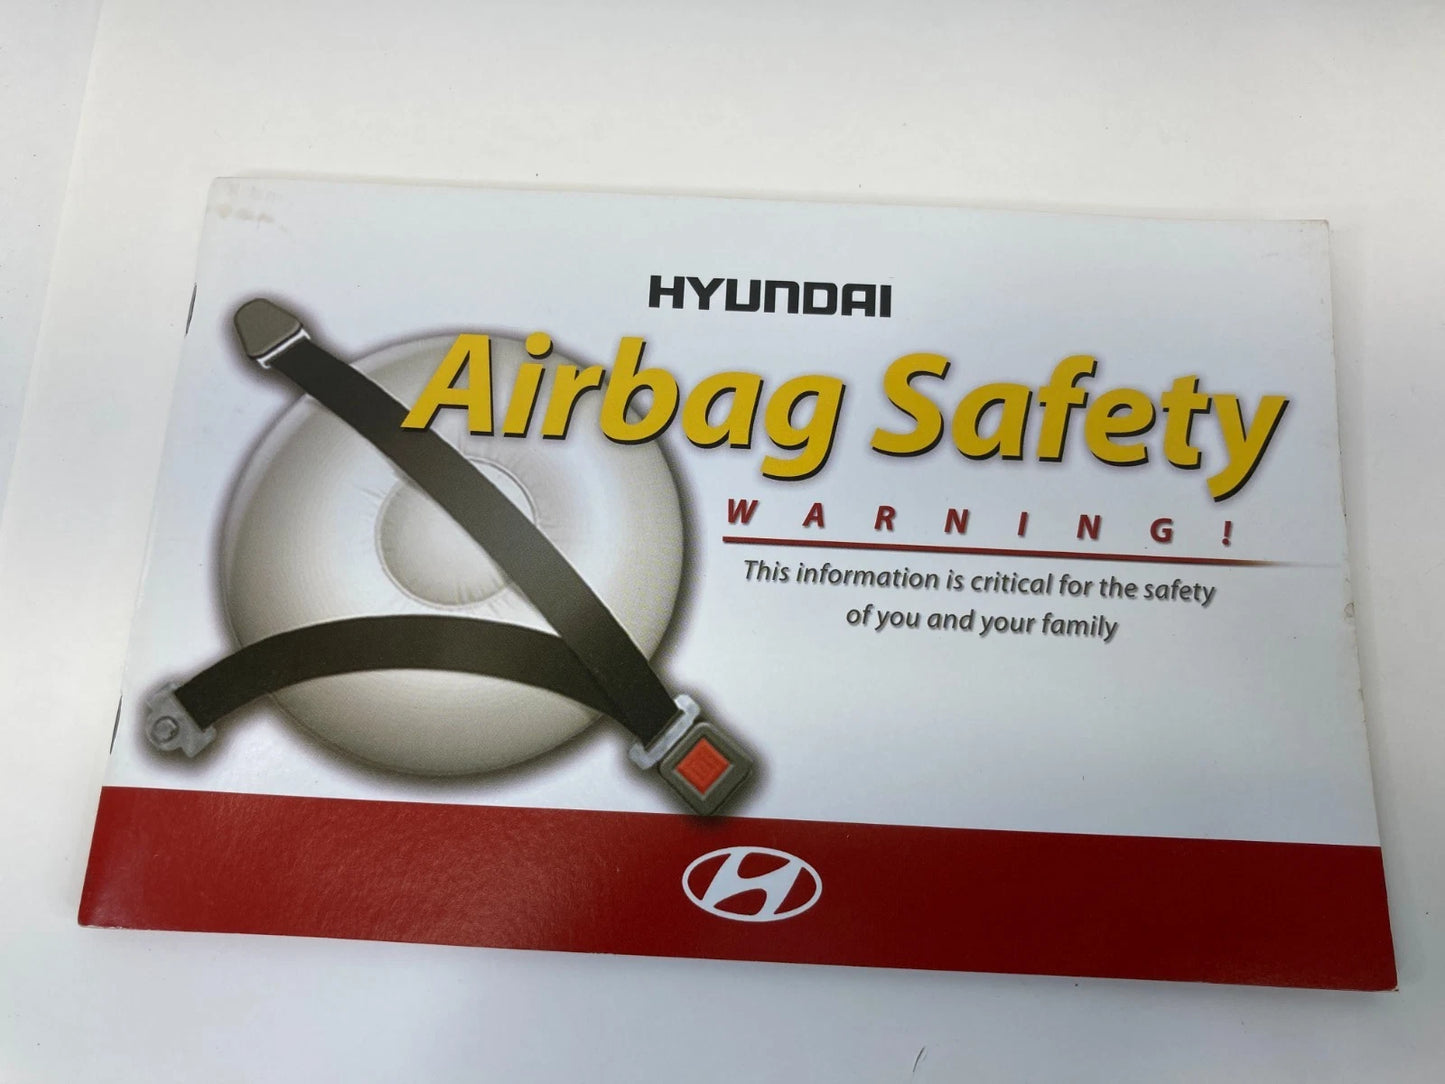 HYUNDAI
Airbag Safety
WARNING!
This information is critical for the safety
of you and your family